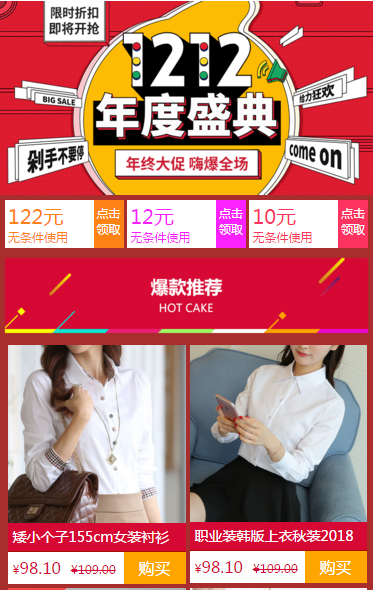 限时折扣
即将开抢
1212
BIG SALE
给力狂欢
年度盛典
剁手不要停
come on
年终大促 嗨爆全场
122元
无条件使用
点击
领取
12元
无条件使用
点击
领取
10元
无条件使用
点击
领取
爆款推荐
HOT CAKE
矮小个子155cm女装衬衫
¥98.10 ¥109.00 购买
职业装韩版上衣秋装2018
¥98.10 ¥109.00 购买